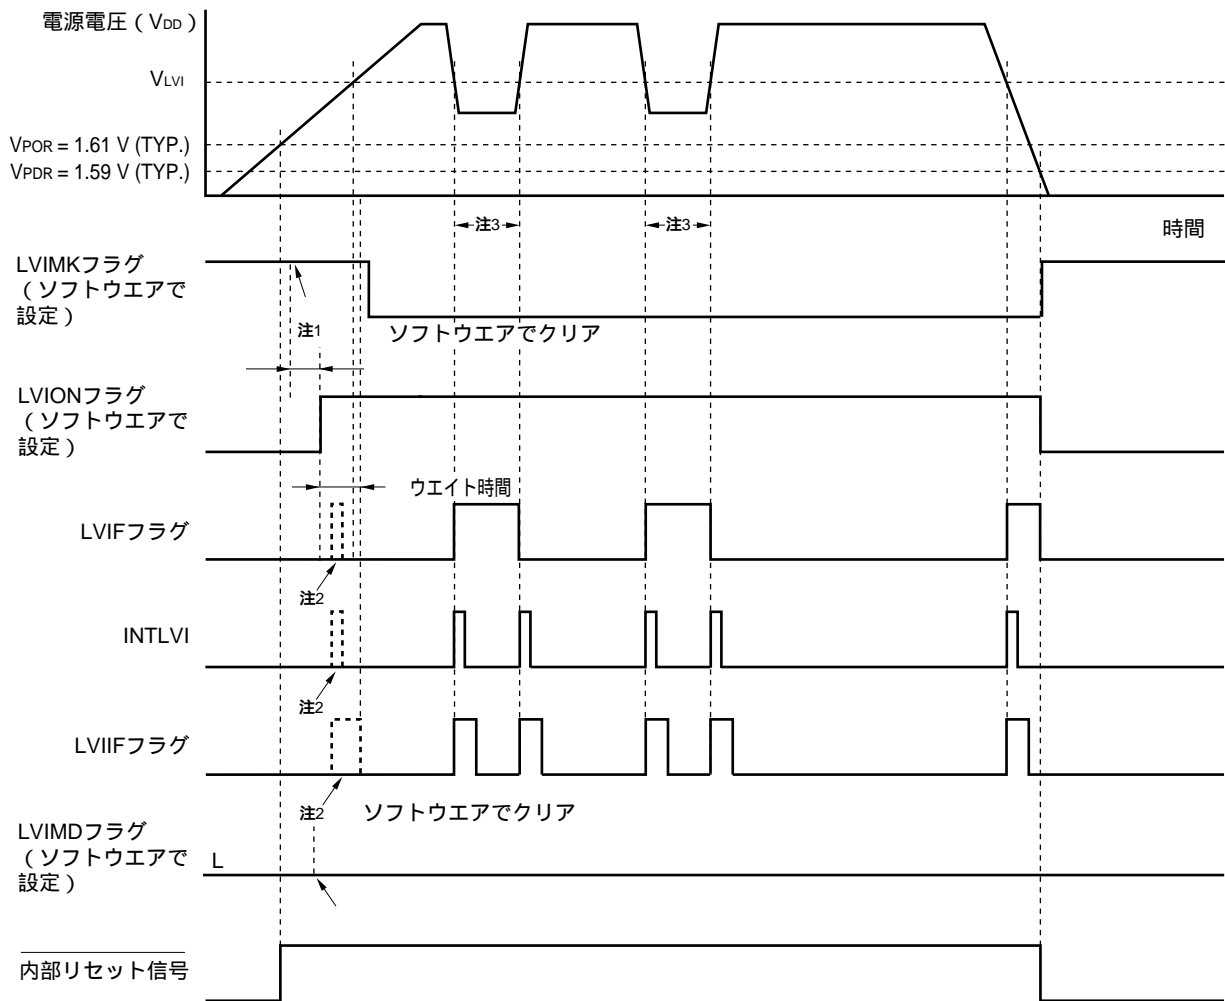 電源電圧（VDD）
VLVI
VPOR = 1.61 V (TYP.)
VPDR = 1.59 V (TYP.)
注3
注3
時間
LVIMKフラグ
（ソフトウエアで
設定）
注1
ソフトウエアでクリア
LVIONフラグ
（ソフトウエアで
設定）
ウエイト時間
LVIFフラグ
注2
INTLVI
注2
LVIIFフラグ
注2
ソフトウエアでクリア
LVIMDフラグ
（ソフトウエアで
設定）
L
内部リセット信号